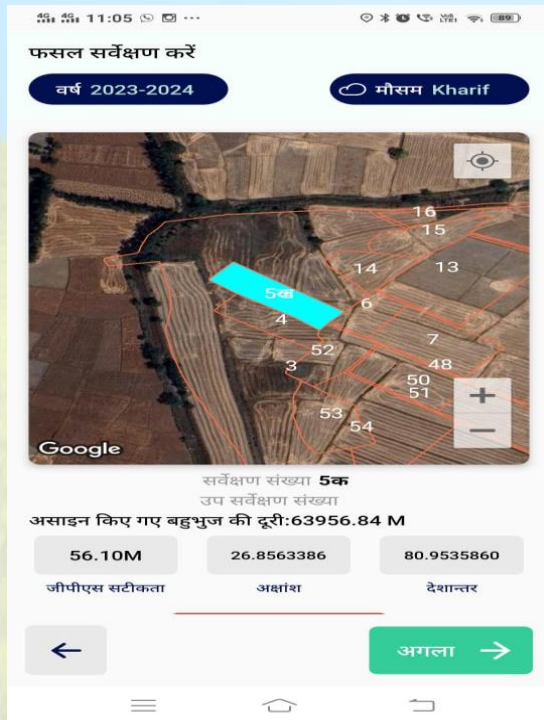 11:05
89
फसल सर्वेक्षण करें
वर्ष 2023-2024
मौसम Kharif
16
15
14
13
5क
6
4
7
52
3
48
50
51
53
54
+
−
Google
सर्वेक्षण संख्या 5क
उप सर्वेक्षण संख्या
असाइन किए गए बहुभुज की दूरी:63956.84 M
56.10M 26.8563386 80.9535860
जीपीएस सटीकता अक्षांश देशान्तर
अगला